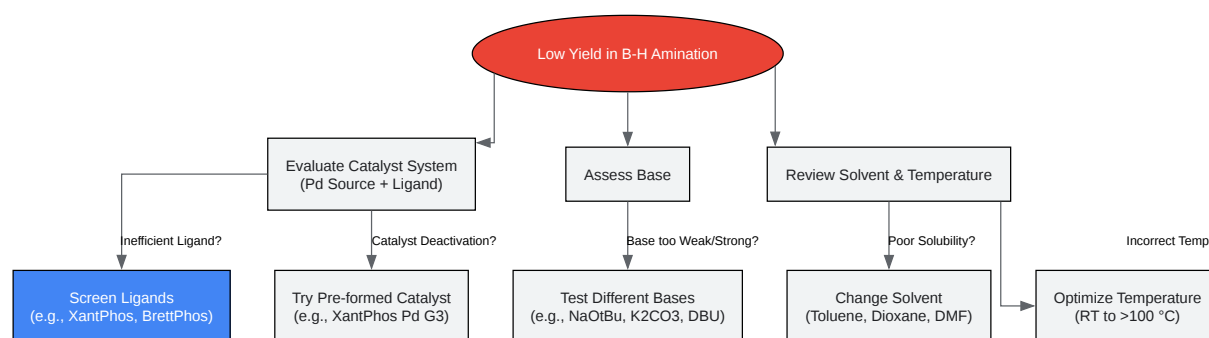 Low Yield in B-H Amination
Evaluate Catalyst System
(Pd Source + Ligand)
Assess Base
Review Solvent & Temperature
Inefficient Ligand?
Catalyst Deactivation?
Base too Weak/Strong?
Poor Solubility?
Incorrect Temp
Screen Ligands
(e.g., XantPhos, BrettPhos)
Try Pre-formed Catalyst
(e.g., XantPhos Pd G3)
Test Different Bases
(e.g., NaOtBu, K2CO3, DBU)
Change Solvent
(Toluene, Dioxane, DMF)
Optimize Temperature
(RT to >100 °C)